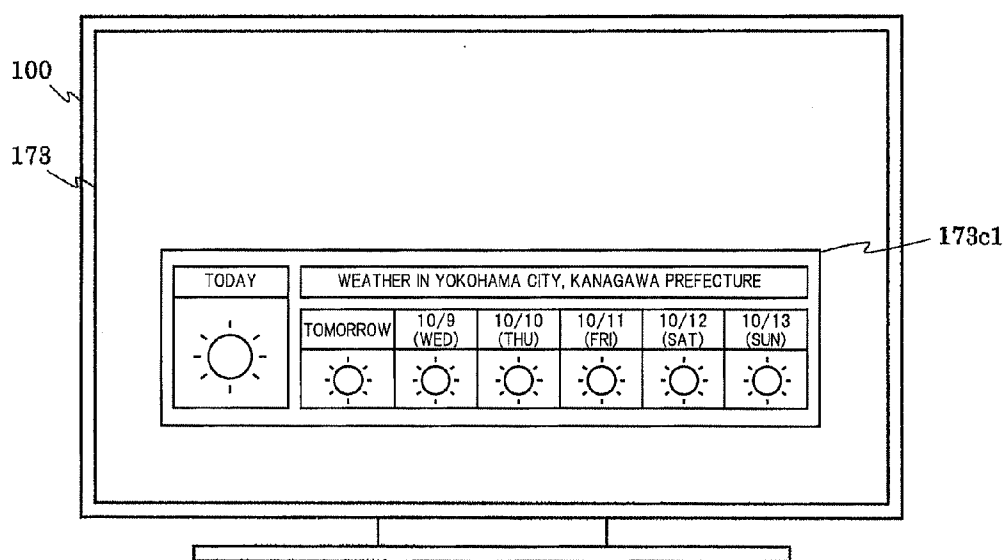 100
173
173c1
TODAY
WEATHER IN YOKOHAMA CITY, KANAGAWA PREFECTURE
TOMORROW
10/9
(WED)
10/10
(THU)
10/11
(FRI)
10/12
(SAT)
10/13
(SUN)